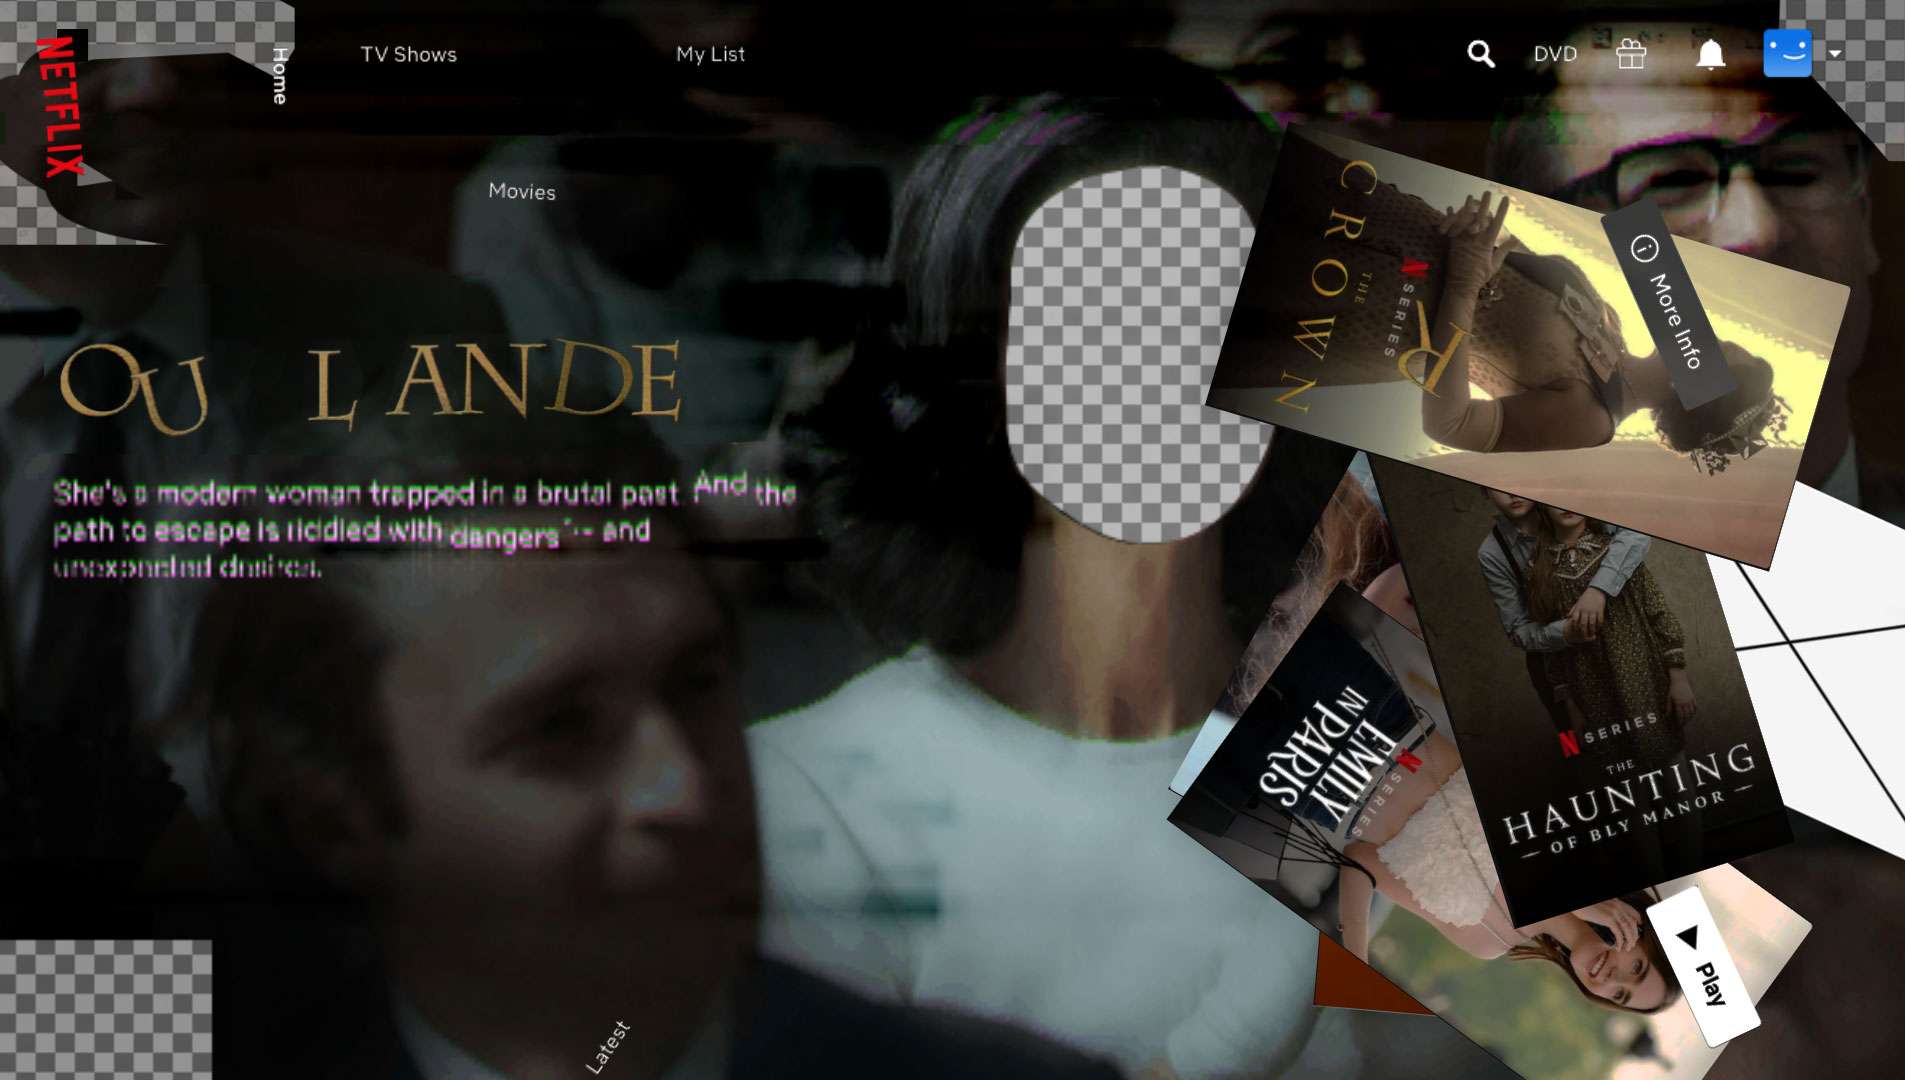 NETFLIX
Home
TV Shows
My List
DVD
Movies
OU L ANDE
R
She's a modern woman trapped in a brutal past. And the
path to escape is riddled with dangers -- and
unexpected desires.
THE
CROWN
N SERIES
More Info
EMILY
IN PARIS
N SERIES
N SERIES
THE
HAUNTING
OF BLY MANOR
Play
Latest